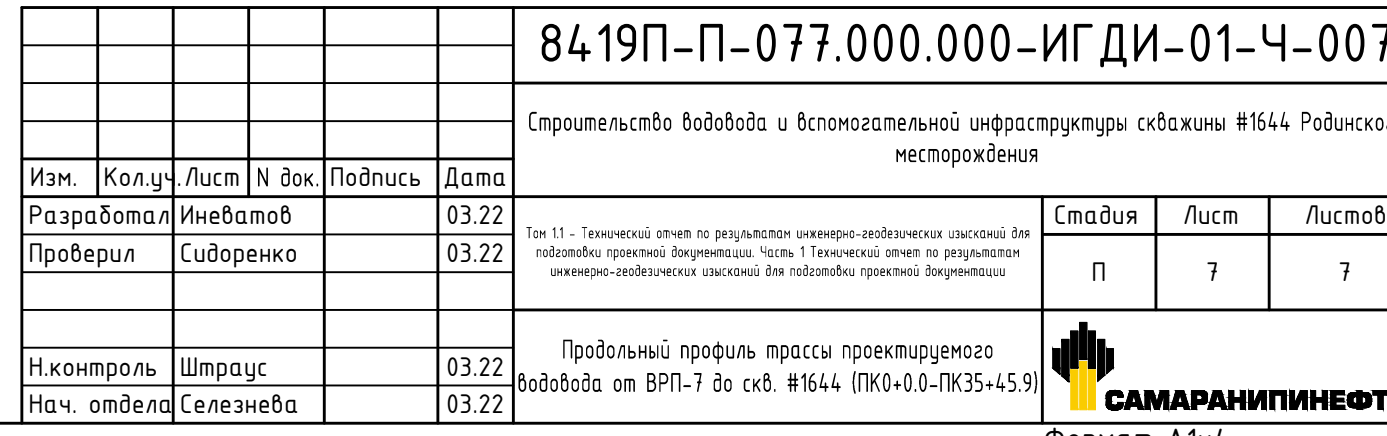 8419П-П-077.000.000-ИГДИ-01-Ч-007
Строительство водовода и вспомогательной инфраструктуры скважины #1644
месторождения
Изм. Кол.уч. Лист N док. Подпись Дата
Разработал Иневатов 03.22
Проверил Сидоренко 03.22
Том 1.1 - Технический отчет по результатам инженерно-геодезических изысканий для
подготовки проектной документации. Часть 1 Технический отчет по результатам
инженерно-геодезических изысканий для подготовки проектной документации
Стадия Лист Листов
П 7 7
Н.контроль Штраус 03.22
Нач. отдела Селезнева 03.22
Продольный профиль трассы проектируемого
водовода от ВРП-7 до скв. #1644 (ПК0+0.0-ПК35+45.9)
САМАРАНИПИНЕФТ